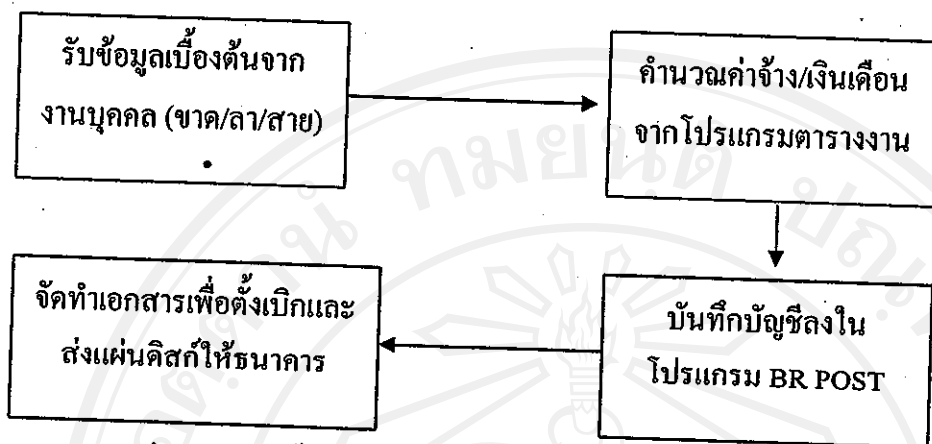 รับข้อมูลเบื้องต้นจาก
งานบุคคล (ขาด/ลา/สาย)
คำนวณค่าจ้าง/เงินเดือน
จากโปรแกรมตารางงาน
บันทึกบัญชีลงใน
โปรแกรม BR POST
จัดทำเอกสารเพื่อตั้งเบิกและ
ส่งแผ่นดิสก์ให้ธนาคาร